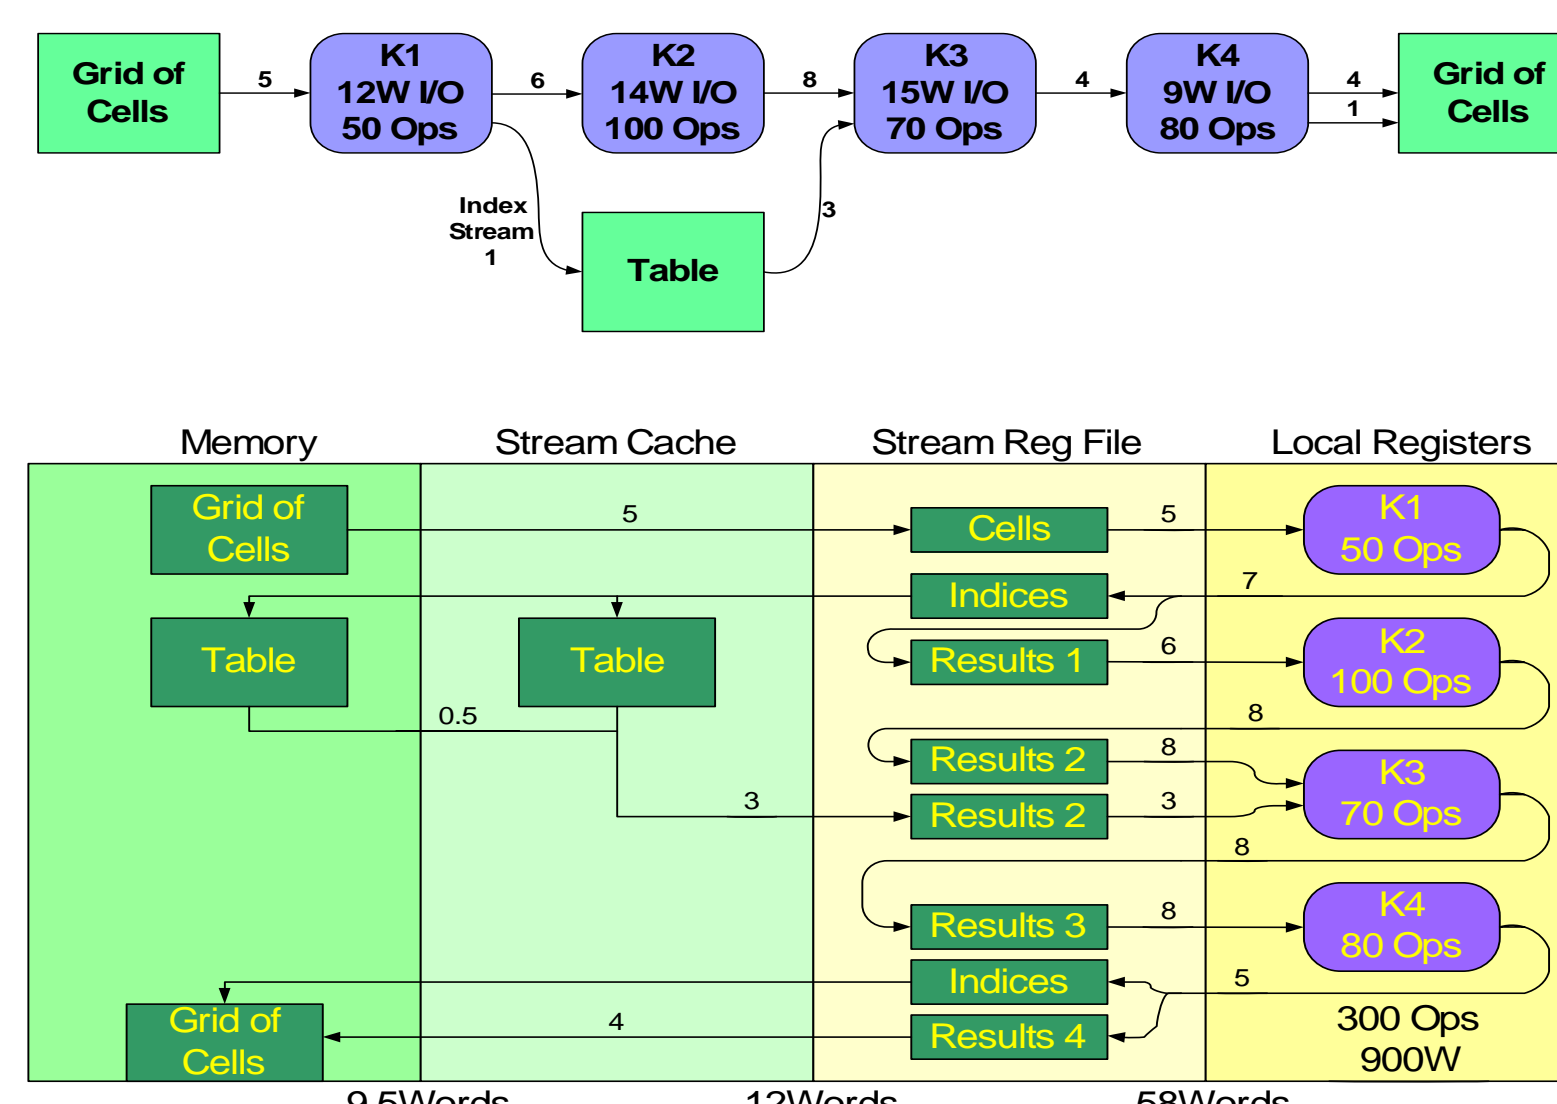 Grid of
Cells
5
K1
12W I/O
50 Ops
6
K2
14W I/O
100 Ops
8
K3
15W I/O
70 Ops
4
K4
9W I/O
80 Ops
4
1
Grid of
Cells
Index
Stream
1
Table
3
Memory
Stream Cache
Stream Reg File
Local Registers
Grid of
Cells
5
Cells
5
K1
50 Ops
Indices
7
Table
Table
Results 1
6
K2
100 Ops
0.5
8
Results 2
8
K3
70 Ops
3
Results 2
3
8
Results 3
8
K4
80 Ops
Indices
5
Grid of
Cells
4
Results 4
300 Ops
900W
9.5Words
12Words
58Words